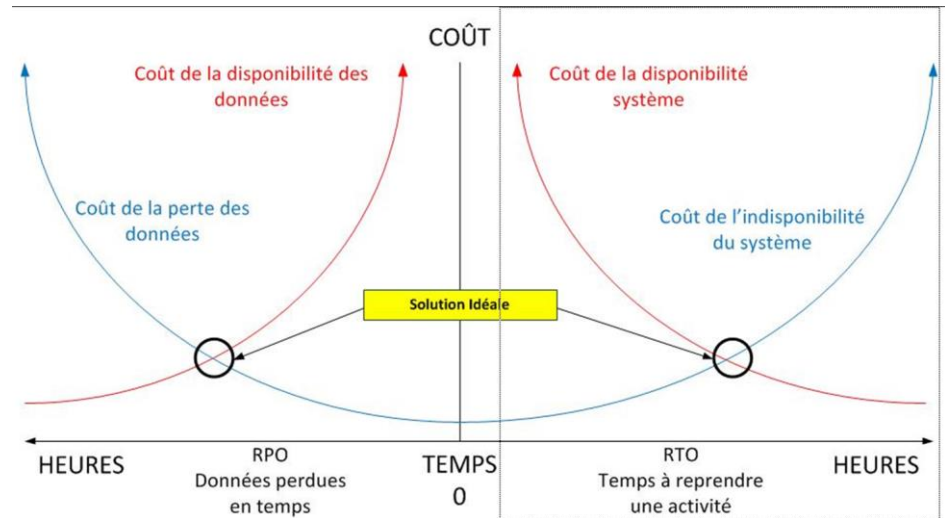 COÛT
Coût de la disponibilité des
données
Coût de la disponibilité
système
Coût de la perte des
données
Coût de l'indisponibilité
du système
Solution Idéale
HEURES
RPO
Données perdues
en temps
TEMPS
0
RTO
Temps à reprendre
une activité
HEURES